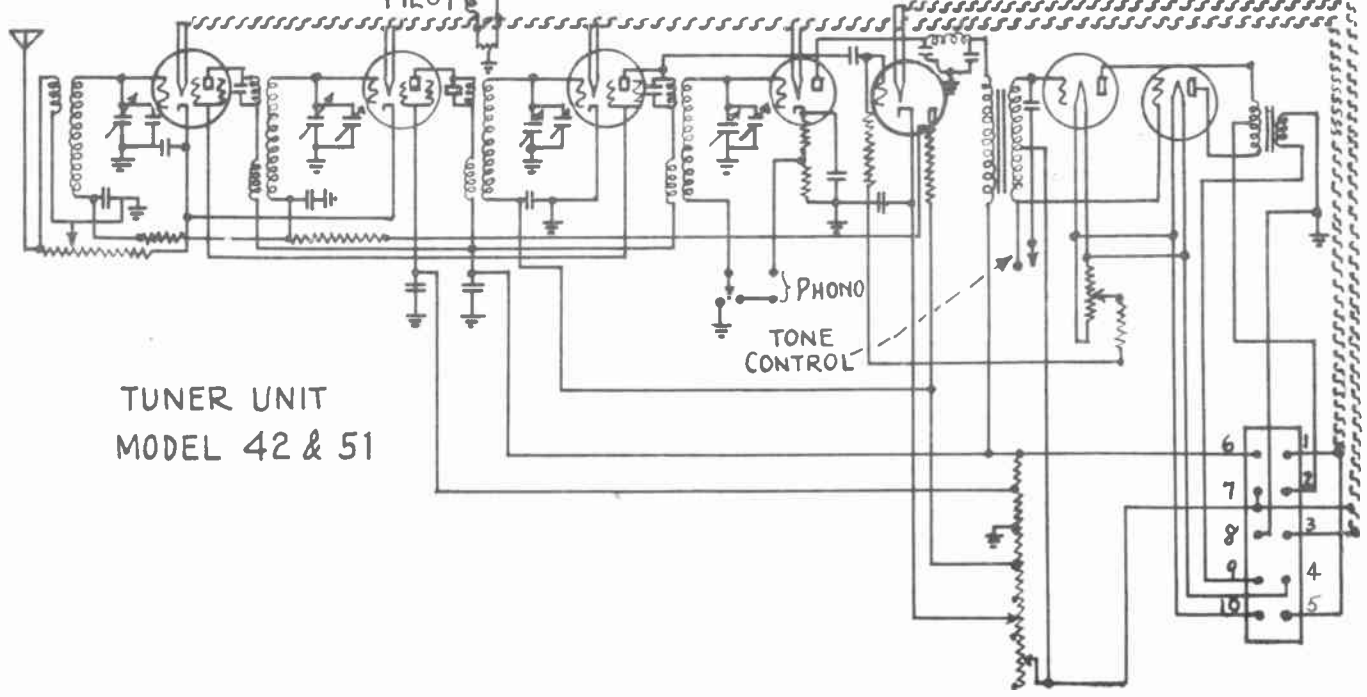 PILOT
} PHONO
TONE
CONTROL
TUNER UNIT
MODEL 42 & 51
6 1
7 2
8 3
9 4
10 5